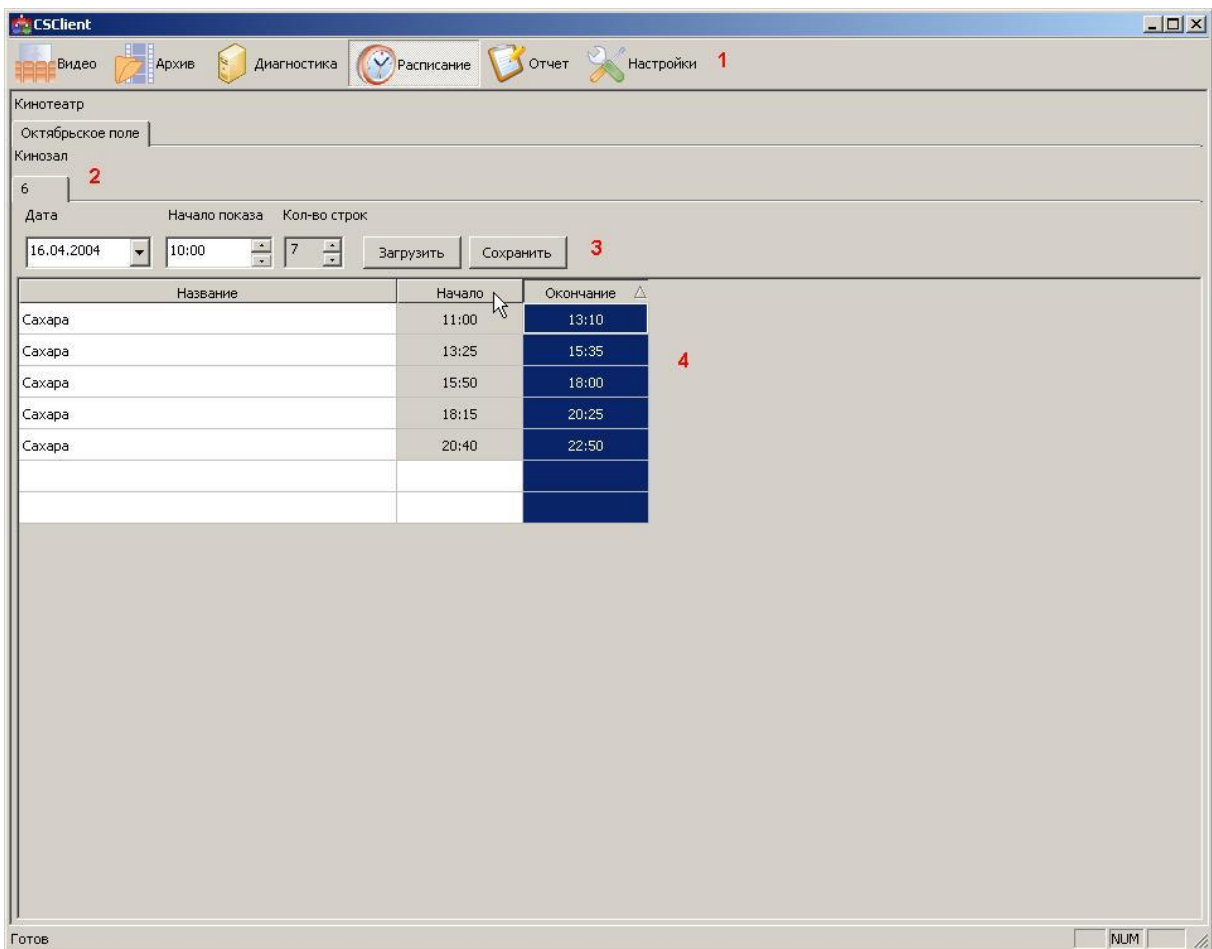 CSClient
Видео Архив Диагностика Расписание Отчет Настройки 1
Кинотеатр
Октябрьское поле
Кинозал
6 2
Дата Начало показа Кол-во строк
16.04.2004 10:00 7 Загрузить Сохранить 3
Название Начало Окончание
Сахара 11:00 13:10
Сахара 13:25 15:35 4
Сахара 15:50 18:00
Сахара 18:15 20:25
Сахара 20:40 22:50
Готов NUM